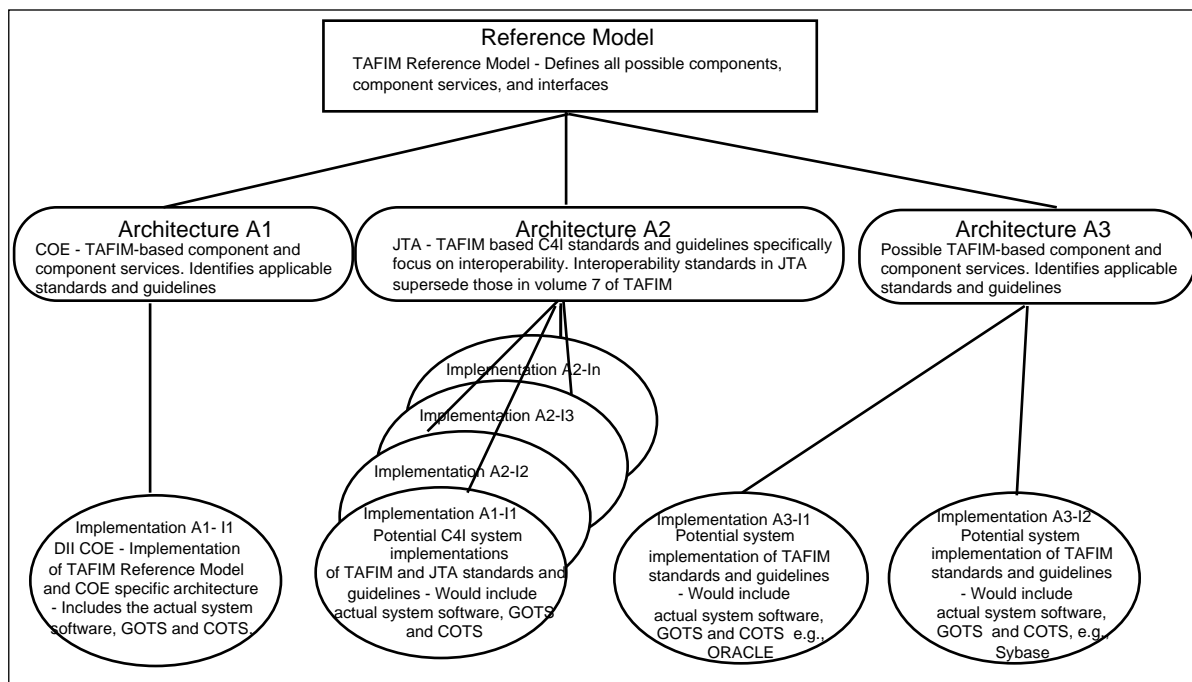 Reference Model
TAFIM Reference Model - Defines all possible components,
component services, and interfaces
Architecture A1
COE - TAFIM-based component and
component services. Identifies applicable
standards and guidelines
Architecture A2
JTA - TAFIM based C4I standards and guidelines specifically
focus on interoperability. Interoperability standards in JTA
supersede those in volume 7 of TAFIM
Architecture A3
Possible TAFIM-based component and
component services. Identifies applicable
standards and guidelines
Implementation A2-In
Implementation A2-I3
Implementation A2-I2
Implementation A1- I1
DII COE - Implementation
of TAFIM Reference Model
and COE specific architecture
- Includes the actual system
software, GOTS and COTS.
Implementation A1-I1
Potential C4I system
implementations
of TAFIM and JTA standards and
guidelines - Would include
actual system software, GOTS
and COTS
Implementation A3-I1
Potential system
implementation of TAFIM
standards and guidelines
- Would include
actual system software,
GOTS and COTS e.g.,
ORACLE
Implementation A3-I2
Potential system
implementation of TAFIM
standards and guidelines
- Would include
actual system software,
GOTS and COTS, e.g.,
Sybase